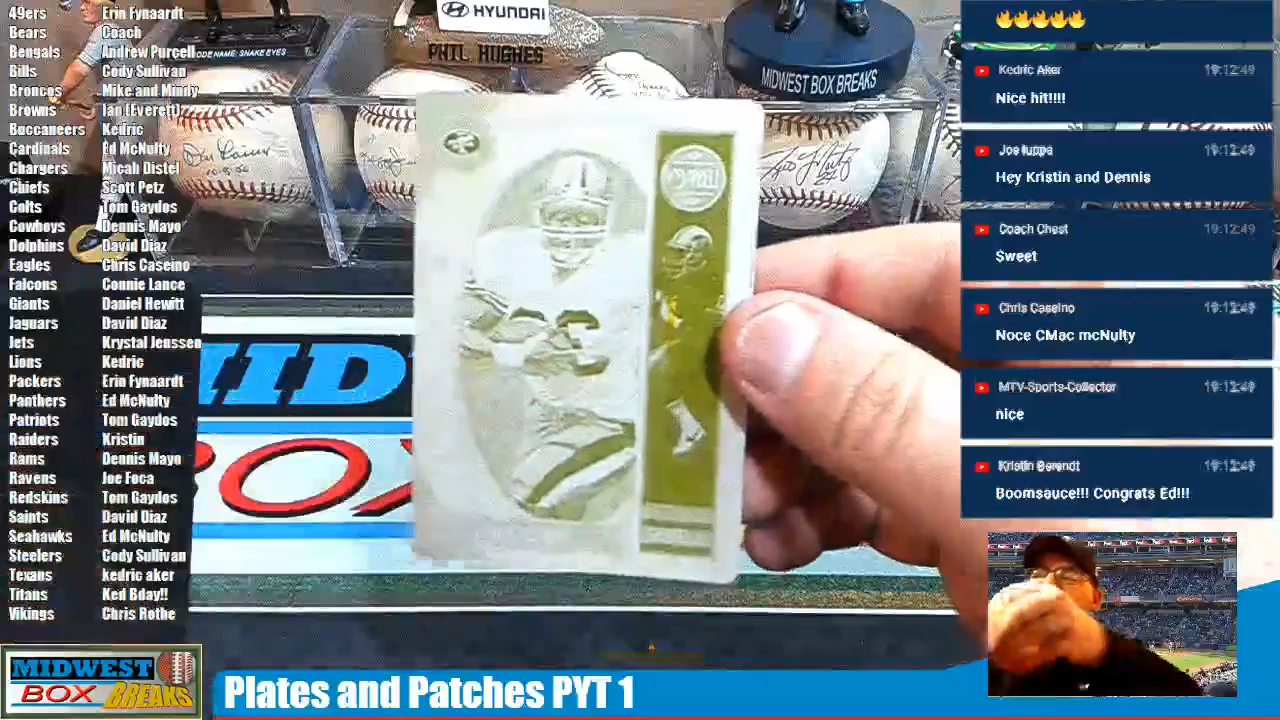 49ers Erin Fynaardt
Bears Coach
Bengals Andrew Purcell
Bills Cody Sullivan
Broncos Mike and Mindy
Browns Ian (Everett)
Buccaneers Kedric
Cardinals Ed McNulty
Chargers Micah Distel
Chiefs Scott Petz
Colts Tom Gaydos
Cowboys Dennis Mayo
Dolphins David Diaz
Eagles Chris Caseino
Falcons Connie Lance
Giants Daniel Hewitt
Jaguars David Diaz
Jets Krystal Jenssen
Lions Kedric
Packers Erin Fynaardt
Panthers Ed McNulty
Patriots Tom Gaydos
Raiders Kristin
Rams Dennis Mayo
Ravens Joe Foca
Redskins Tom Gaydos
Saints David Diaz
Seahawks Ed McNulty
Steelers Cody Sullivan
Texans kedric aker
Titans Ked Bday!!
Vikings Chris Rothe
CODE NAME: SNAKE EYES
HYUNDAI
PHIL HUGHES
MIDWEST BOX BREAKS
MID
BOX
Kedric Aker 19:12:49
Nice hit!!!!
Joe Iuppa 19:12:49
Hey Kristin and Dennis
Coach Chest 19:12:49
Sweet
Chris Caseino 19:12:49
Noce CMac mcNulty
MTV-Sports-Collector 19:12:49
nice
Kristin Berendt 19:12:49
Boomsauce!!! Congrats Ed!!!
MIDWEST
BOX BREAKS
Plates and Patches PYT 1